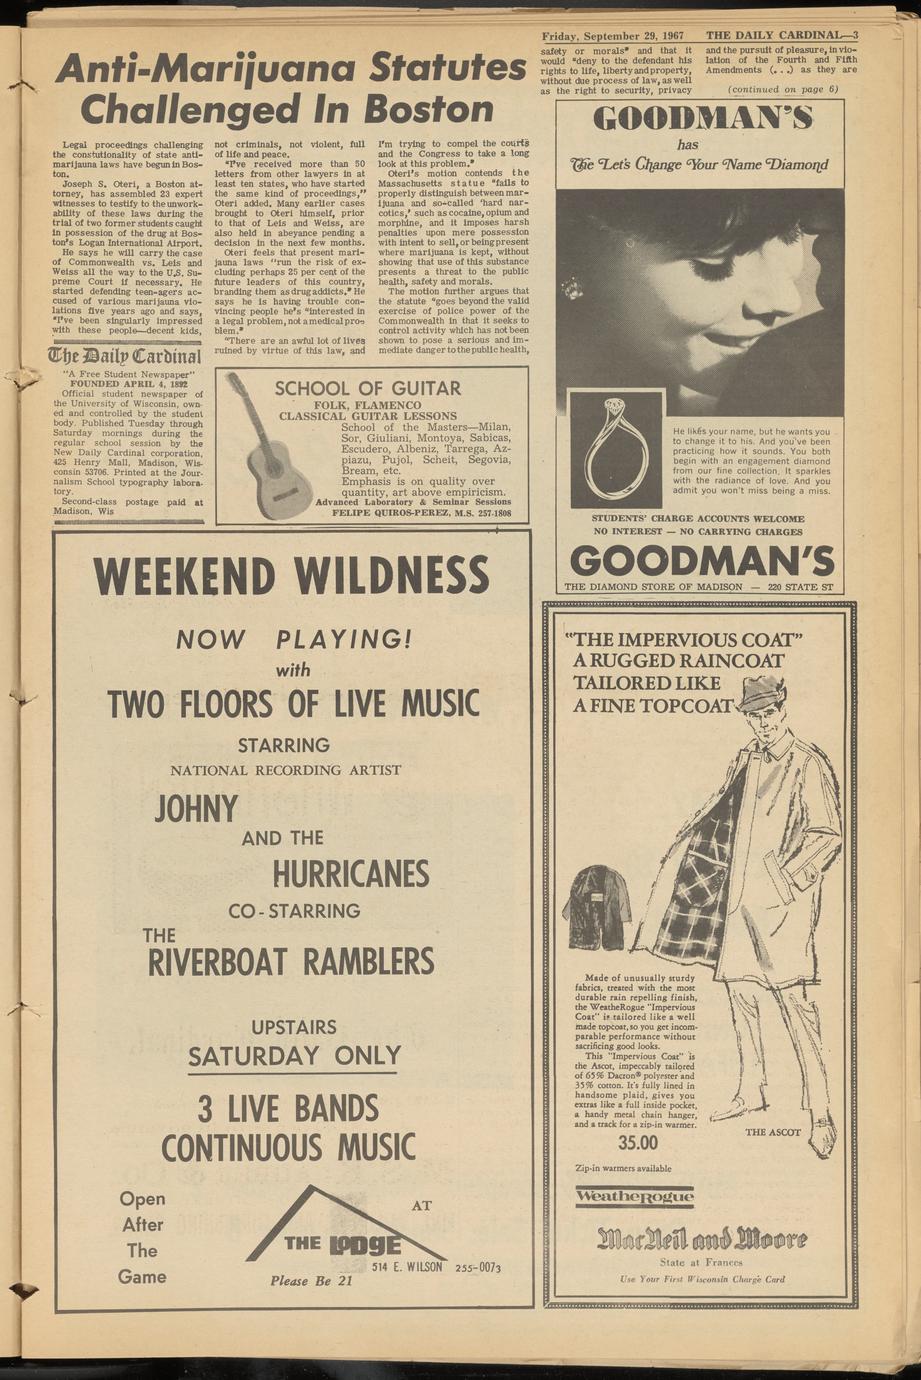 Friday, September 29, 1967 THE DAILY CARDINAL—3
Anti-Marijuana Statutes
Challenged In Boston
Legal proceedings challenging
the constutionality of state anti-
marijauna laws have begun in Bos-
ton.
Joseph S. Oteri, a Boston at-
torney, has assembled 23 expert
witnesses to testify to the unwork-
ability of these laws during the
trial of two former students caught
in possession of the drug at Bos-
ton's Logan International Airport.
He says he will carry the case
of Commonwealth vs. Leis and
Weiss all the way to the U.S. Su-
preme Court if necessary. He
started defending teen-agers ac-
cused of various marijuana vio-
lations five years ago and says,
"I've been singularly impressed
with these people—decent kids,
not criminals, not violent, full
of life and peace.
"I've received more than 50
letters from other lawyers in at
least ten states, who have started
the same kind of proceedings,"
Oteri added. Many earlier cases
brought to Oteri himself, prior
to that of Leis and Weiss, are
also held in abeyance pending a
decision in the next few months.
Oteri feels that present mari-
jauna laws "run the risk of ex-
cluding perhaps 25 per cent of the
future leaders of this country,
branding them as drug addicts." He
says he is having trouble con-
vincing people he's "interested in
a legal problem, not a medical pro-
blem."
"There are an awful lot of lives
ruined by virtue of this law, and
I'm trying to compel the courts
and the Congress to take a long
look at this problem."
Oteri's motion contends the
Massachusetts statue "fails to
properly distinguish between mar-
ijuana and so-called 'hard nar-
cotics,' such as cocaine, opium and
morphine, and it imposes harsh
penalties upon mere possession
with intent to sell, or being present
where marijuana is kept, without
showing that use of this substance
presents a threat to the public
health, safety and morals.
The motion further argues that
the statute "goes beyond the valid
exercise of police power of the
Commonwealth in that it seeks to
control activity which has not been
shown to pose a serious and im-
mediate danger to the public health,
safety or morals" and that it
would "deny to the defendant his
rights to life, liberty and property,
without due process of law, as well
as the right to security, privacy
and the pursuit of pleasure, in vio-
lation of the Fourth and Fifth
Amendments (. . .) as they are
(continued on page 6)
The Daily Cardinal
"A Free Student Newspaper"
FOUNDED APRIL 4, 1892
Official student newspaper of
the University of Wisconsin, own-
ed and controlled by the student
body. Published Tuesday through
Saturday mornings during the
regular school session by the
New Daily Cardinal corporation,
425 Henry Mall, Madison, Wis-
consin 53706. Printed at the Jour-
nalism School typography labora-
tory.
Second-class postage paid at
Madison, Wis
SCHOOL OF GUITAR
FOLK, FLAMENCO
CLASSICAL GUITAR LESSONS
School of the Masters—Milan,
Sor, Giuliani, Montoya, Sabicas,
Escudero, Albeniz, Tarrega, Az-
piazu, Pujol, Scheit, Segovia,
Bream, etc.
Emphasis is on quality over
quantity, art above empiricism.
Advanced Laboratory & Seminar Sessions
FELIPE QUIROS-PEREZ, M.S. 257-1808
GOODMAN'S
has
The Let's Change Your Name Diamond
He likes your name, but he wants you
to change it to his. And you've been
practicing how it sounds. You both
begin with an engagement diamond
from our fine collection. It sparkles
with the radiance of love. And you
admit you won't miss being a miss.
STUDENTS' CHARGE ACCOUNTS WELCOME
NO INTEREST — NO CARRYING CHARGES
GOODMAN'S
THE DIAMOND STORE OF MADISON — 220 STATE ST
WEEKEND WILDNESS
NOW PLAYING!
with
TWO FLOORS OF LIVE MUSIC
STARRING
NATIONAL RECORDING ARTIST
JOHNY
AND THE
HURRICANES
CO-STARRING
THE
RIVERBOAT RAMBLERS
UPSTAIRS
SATURDAY ONLY
3 LIVE BANDS
CONTINUOUS MUSIC
Open
After
The
Game
AT
THE LODGE
514 E. WILSON 255-0073
Please Be 21
"THE IMPERVIOUS COAT"
A RUGGED RAINCOAT
TAILORED LIKE
A FINE TOPCOAT
Made of unusually sturdy
fabrics, treated with the most
durable rain repelling finish,
the WeatheRogue "Impervious
Coat" is tailored like a well
made topcoat, so you get incom-
parable performance without
sacrificing good looks.
This "Impervious Coat" is
the Ascot, impeccably tailored
of 65% Dacron® polyester and
35% cotton. It's fully lined in
handsome plaid, gives you
extras like a full inside pocket,
a handy metal chain hanger,
and a track for a zip-in warmer.
35.00
THE ASCOT
Zip-in warmers available
WeatheRogue
MacNeil and Moore
State at Frances
Use Your First Wisconsin Charge Card